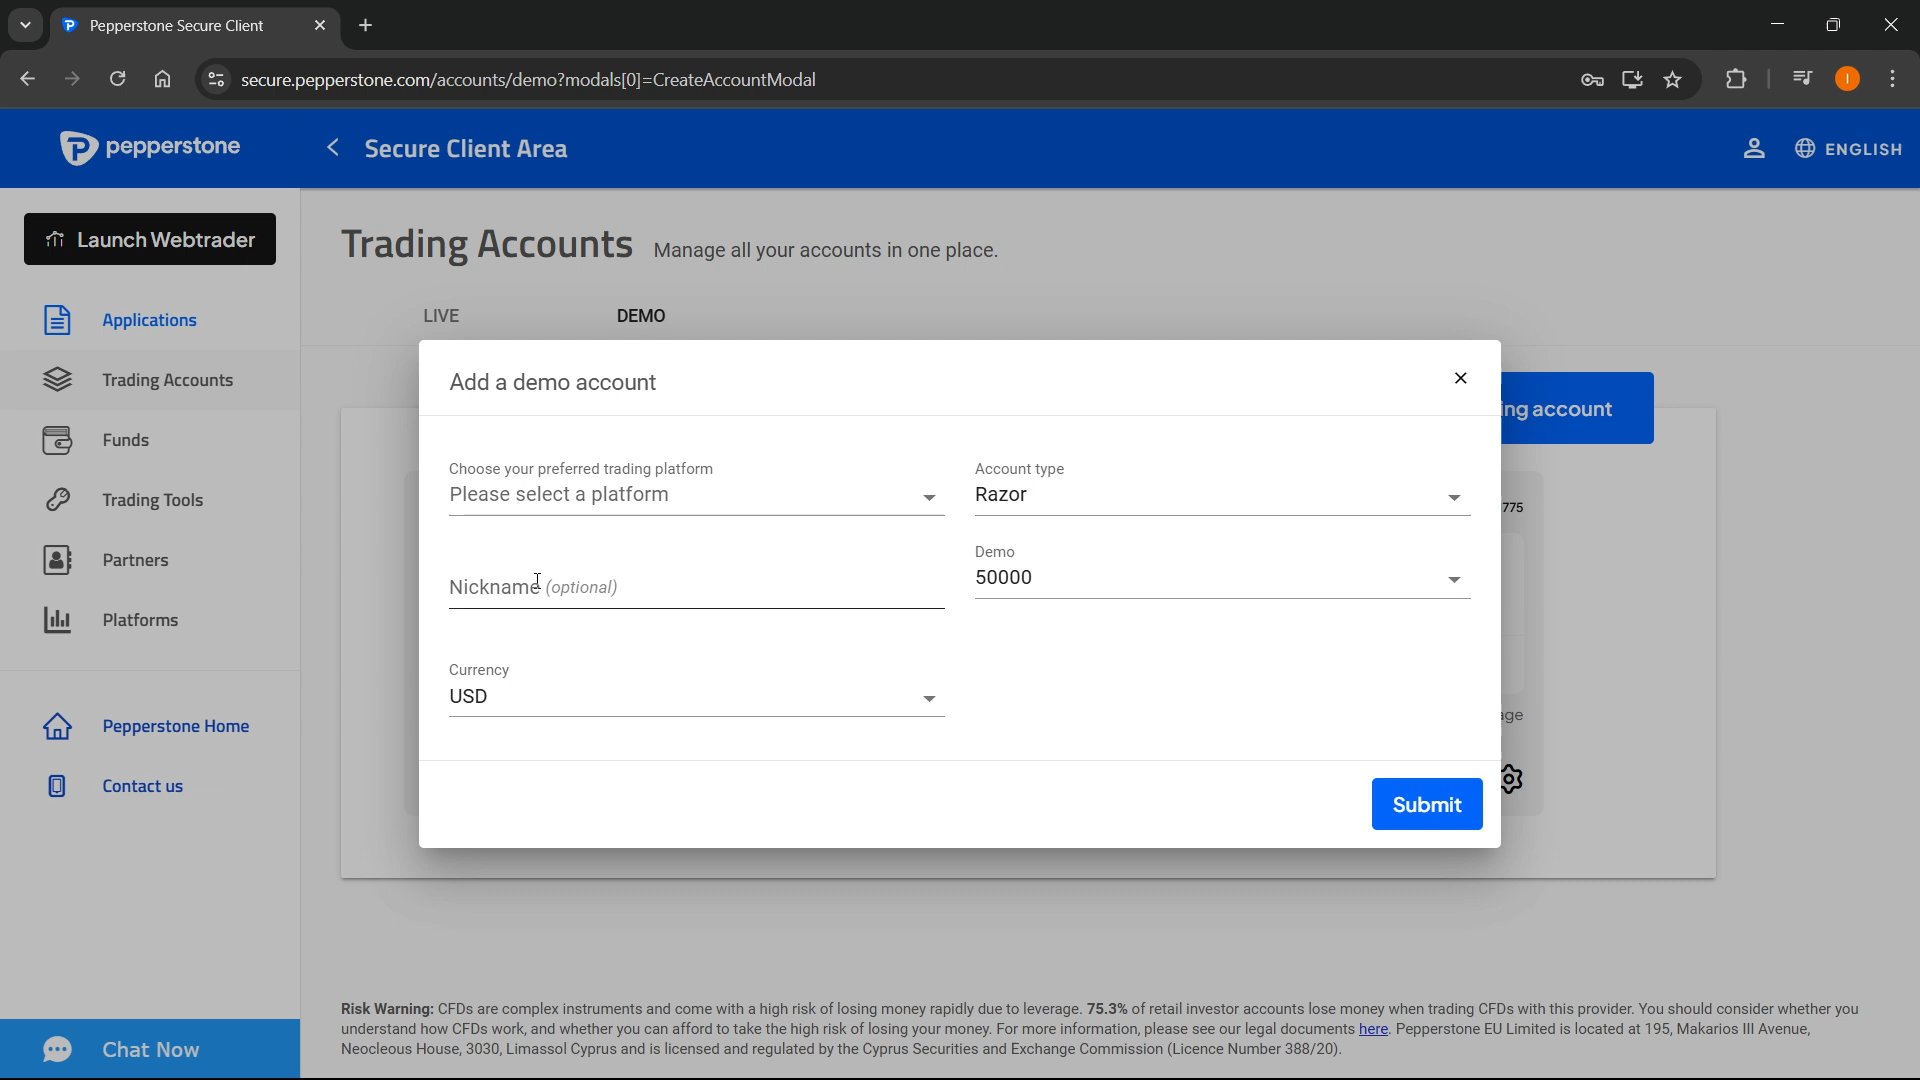 Pepperstone Secure Client
secure.pepperstone.com/accounts/demo?modals[0]=CreateAccountModal
I
pepperstone
Secure Client Area
ENGLISH
Launch Webtrader
Applications
Trading Accounts
Funds
Trading Tools
Partners
Platforms
Pepperstone Home
Contact us
Chat Now
Trading Accounts Manage all your accounts in one place.
LIVE DEMO
ing account
775
age
Add a demo account
Choose your preferred trading platform
Please select a platform
Account type
Razor
Nickname (optional)
Demo
50000
Currency
USD
Submit
Risk Warning: CFDs are complex instruments and come with a high risk of losing money rapidly due to leverage. 75.3% of retail investor accounts lose money when trading CFDs with this provider. You should consider whether you
understand how CFDs work, and whether you can afford to take the high risk of losing your money. For more information, please see our legal documents here. Pepperstone EU Limited is located at 195, Makarios III Avenue,
Neocleous House, 3030, Limassol Cyprus and is licensed and regulated by the Cyprus Securities and Exchange Commission (Licence Number 388/20).